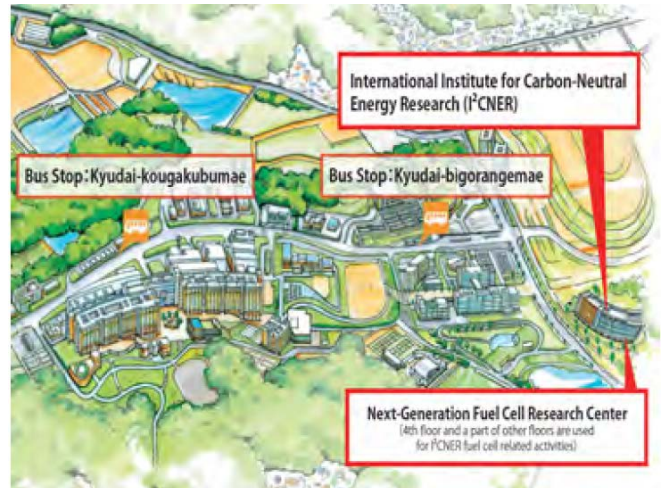 International Institute for Carbon-Neutral
Energy Research (I²CNER)
Bus Stop：Kyudai-kougakubumae
Bus Stop：Kyudai-bigorangemae
Next-Generation Fuel Cell Research Center
(4th floor and a part of other floors are used
for I²CNER fuel cell related activities)